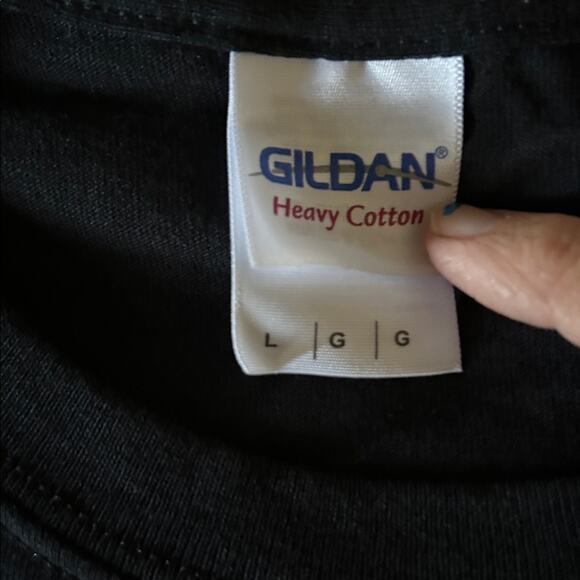 GILDAN®
Heavy Cotton
L | G | G